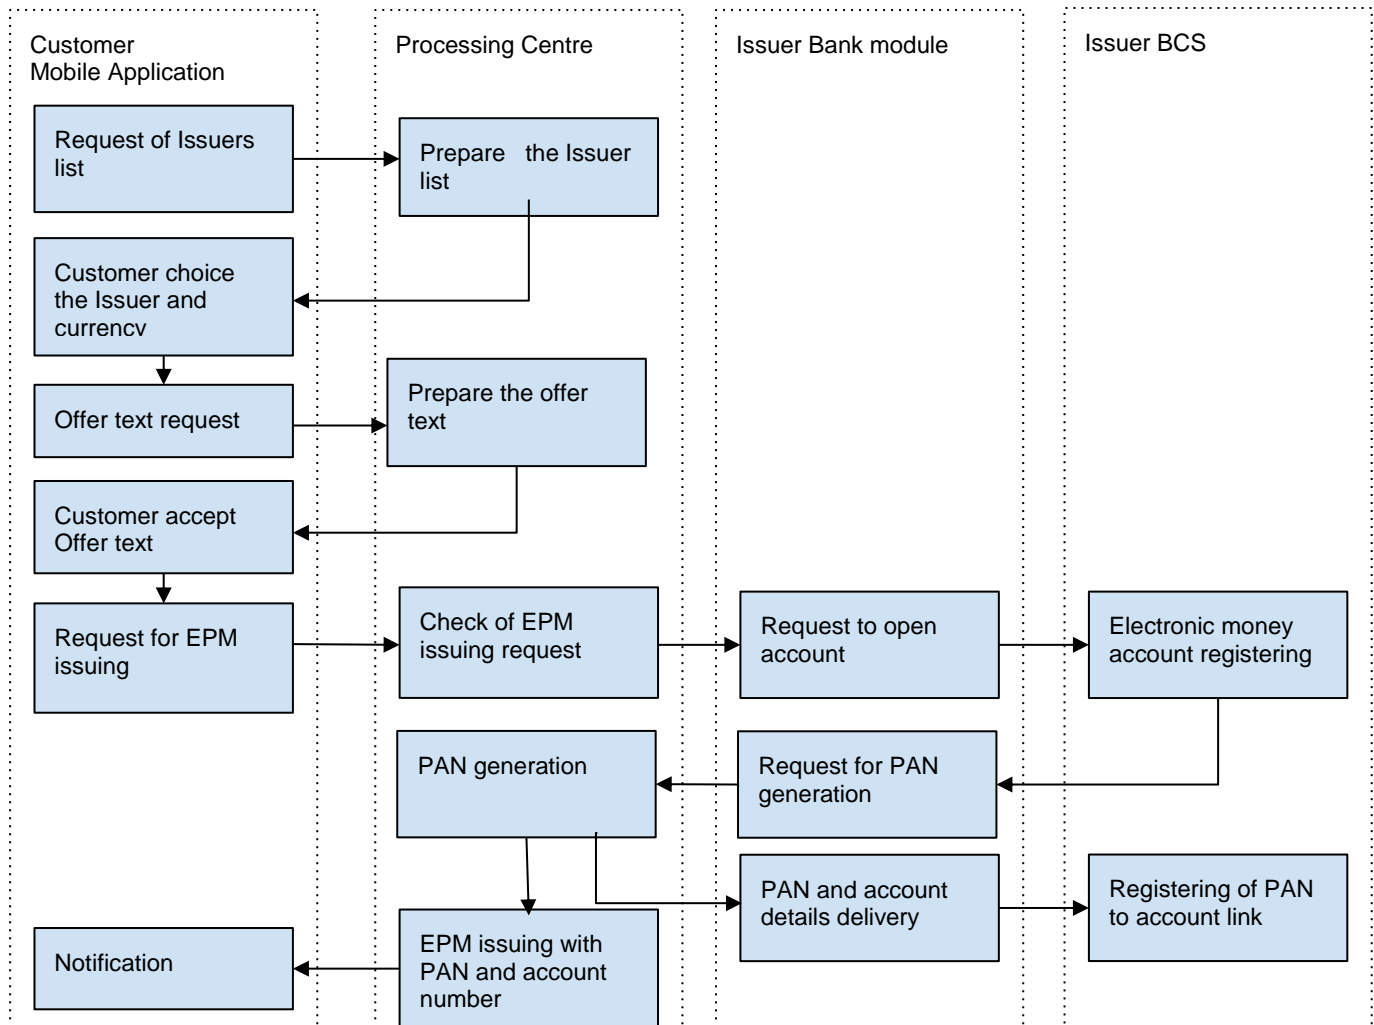 Customer
Mobile Application
Processing Centre
Issuer Bank module
Issuer BCS
Request of Issuers
list
Prepare the Issuer
list
Customer choice
the Issuer and
currency
Offer text request
Prepare the offer
text
Customer accept
Offer text
Request for EPM
issuing
Check of EPM
issuing request
Request to open
account
Electronic money
account registering
PAN generation
Request for PAN
generation
PAN and account
details delivery
Registering of PAN
to account link
Notification
EPM issuing with
PAN and account
number